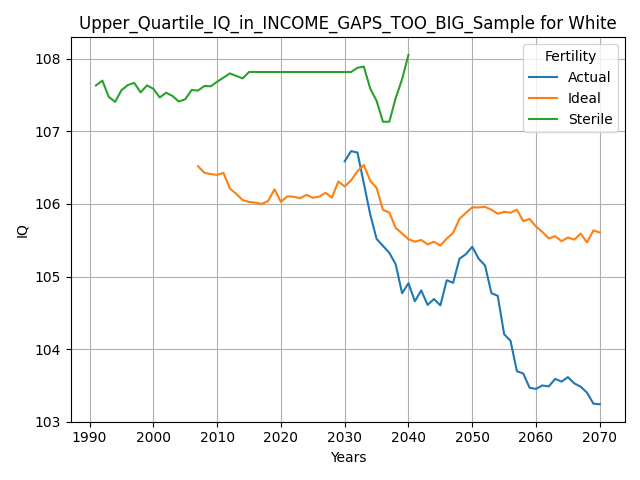 Upper_Quartile_IQ_in_INCOME_GAPS_TOO_BIG_Sample for White
Fertility
Actual
Ideal
Sterile
108
107
106
105
104
103
IQ
1990 2000 2010 2020 2030 2040 2050 2060 2070
Years